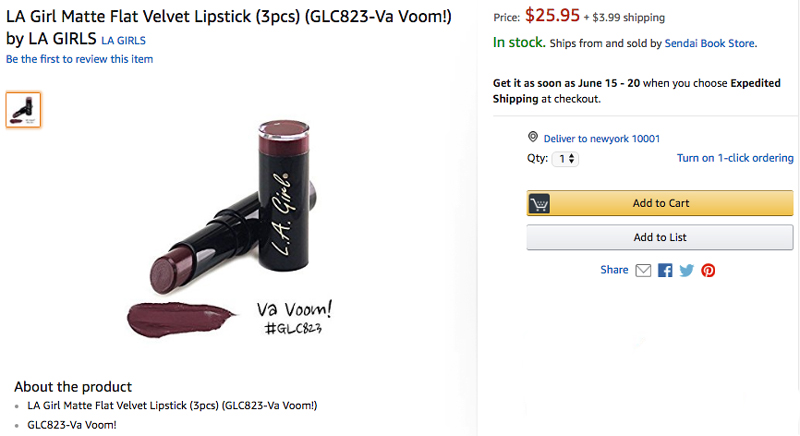 LA Girl Matte Flat Velvet Lipstick (3pcs) (GLC823-Va Voom!)
by LA GIRLS LA GIRLS
Be the first to review this item
L.A. Girl®
Va Voom!
#GLC823
About the product
LA Girl Matte Flat Velvet Lipstick (3pcs) (GLC823-Va Voom!)
GLC823-Va Voom!
Price: $25.95 + $3.99 shipping
In stock. Ships from and sold by Sendai Book Store.
Get it as soon as June 15 - 20 when you choose Expedited
Shipping at checkout.
Deliver to newyork 10001
Qty: 1 Turn on 1-click ordering
Add to Cart
Add to List
Share